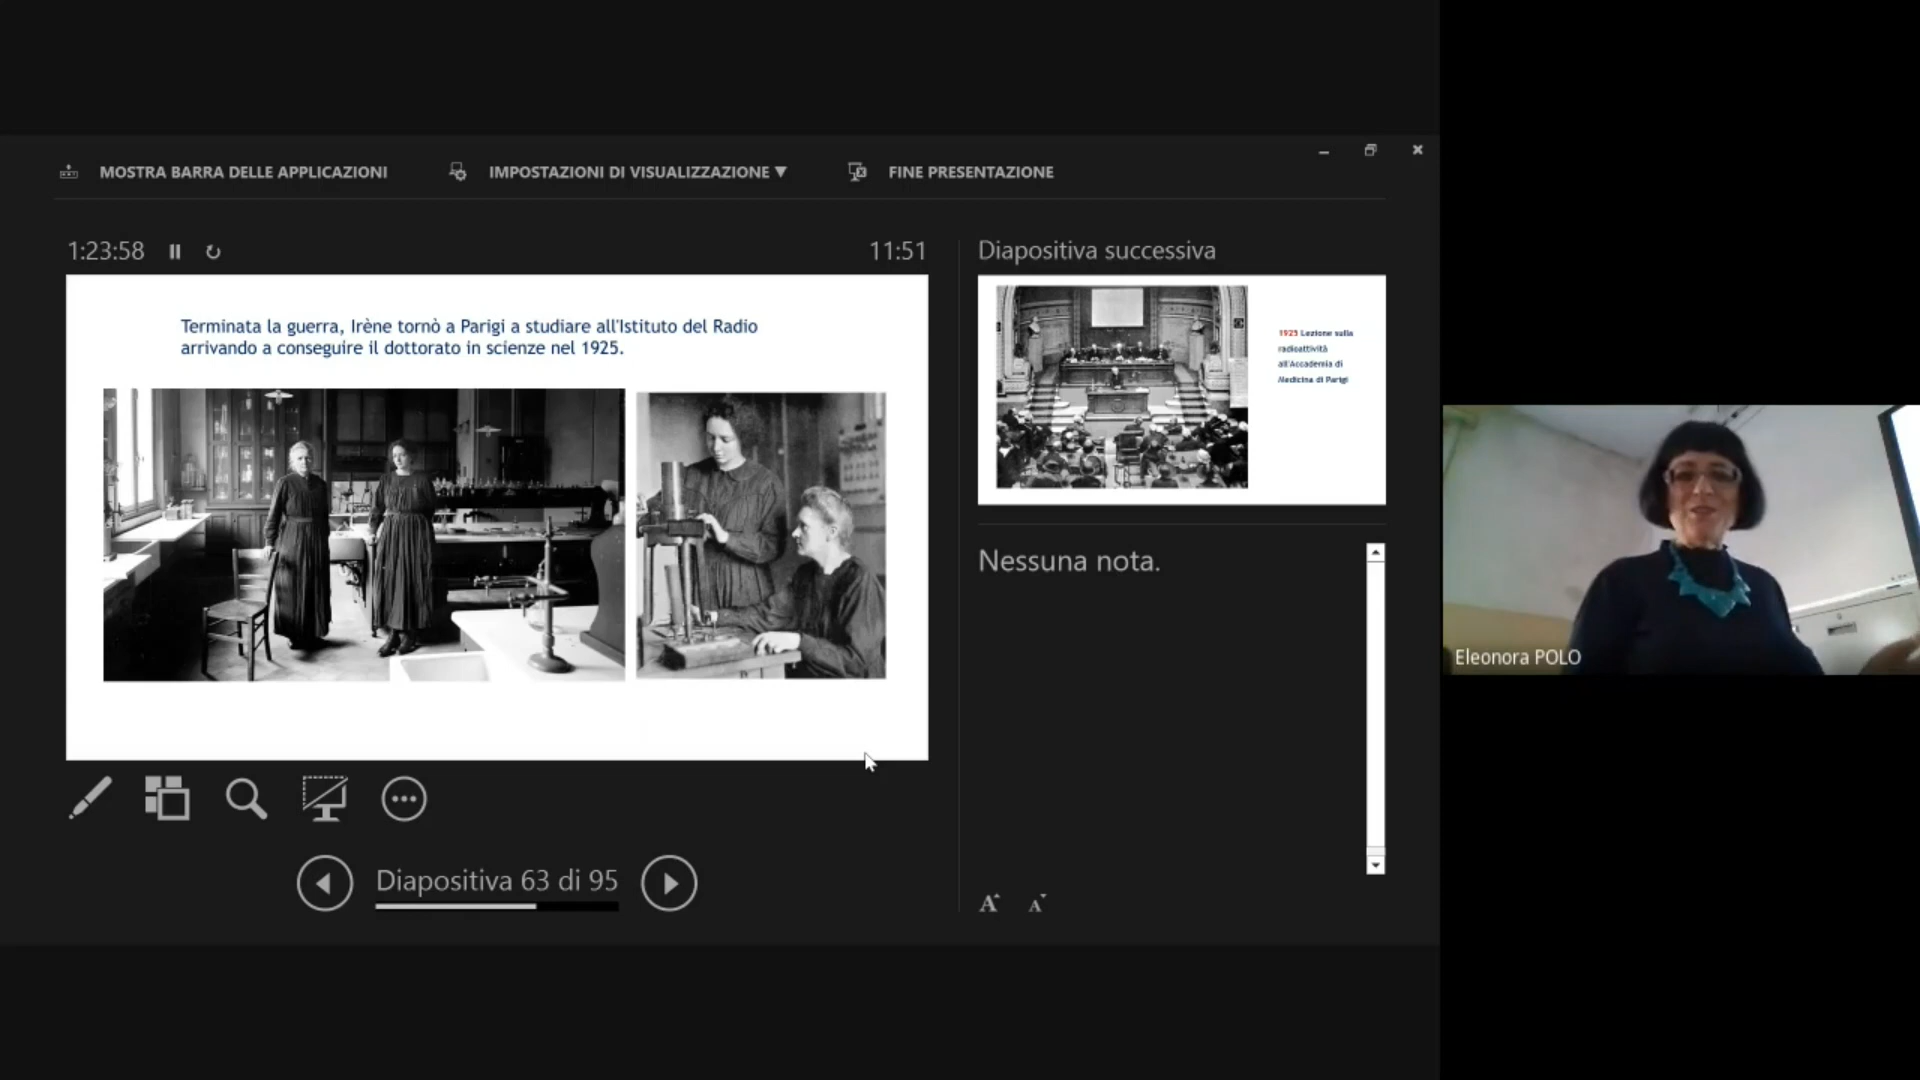 MOSTRA BARRA DELLE APPLICAZIONI
IMPOSTAZIONI DI VISUALIZZAZIONE ▼
FINE PRESENTAZIONE
1:23:58
11:51
Terminata la guerra, Irène tornò a Parigi a studiare all'Istituto del Radio
arrivando a conseguire il dottorato in scienze nel 1925.
Diapositiva 63 di 95
Diapositiva successiva
1925 Lezione sulla
radioattività
all'Accademia di
Medicina di Parigi
Nessuna nota.
A A
Eleonora POLO